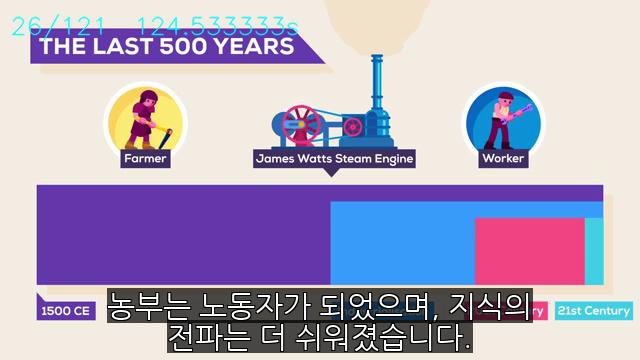 26/121 124.533333s
THE LAST 500 YEARS
Farmer
James Watts Steam Engine
Worker
1500 CE
21st Century
농부는 노동자가 되었으며, 지식의
전파는 더 쉬워졌습니다.